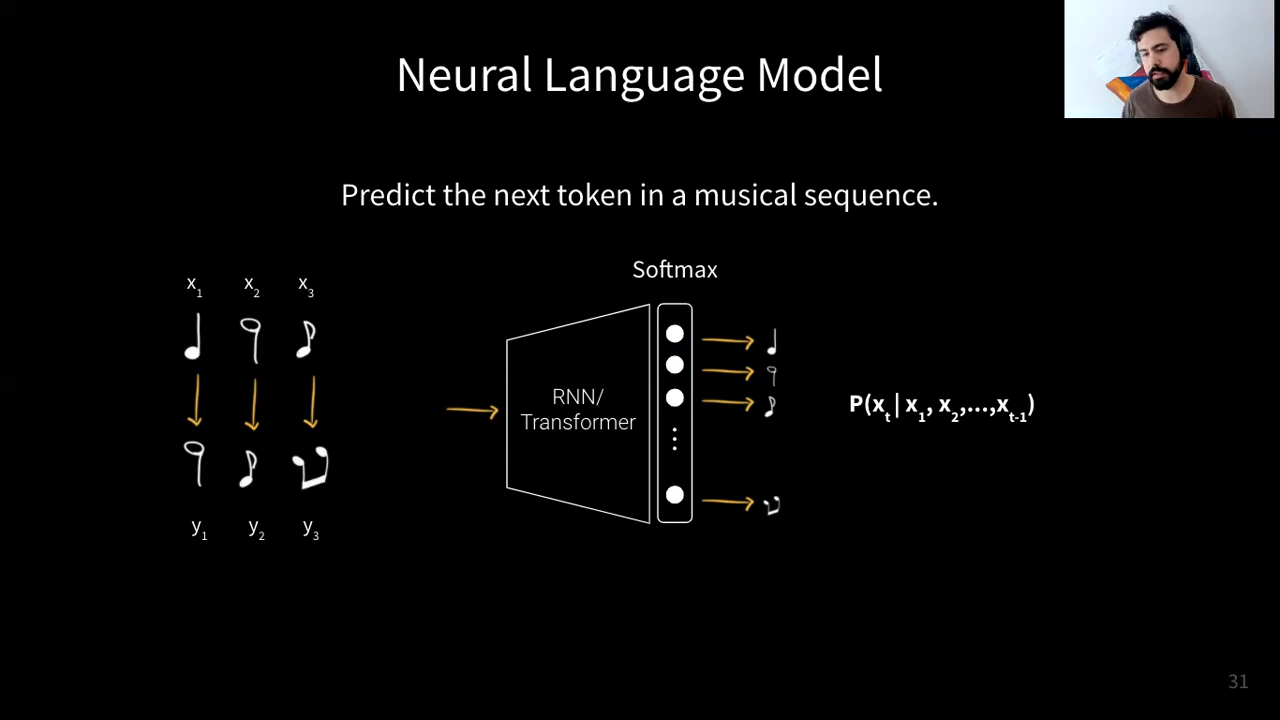 Neural Language Model
Predict the next token in a musical sequence.
Softmax
x1 x2 x3
RNN/
Transformer
P(xt | x1, x2,...,xt-1)
y1 y2 y3
31